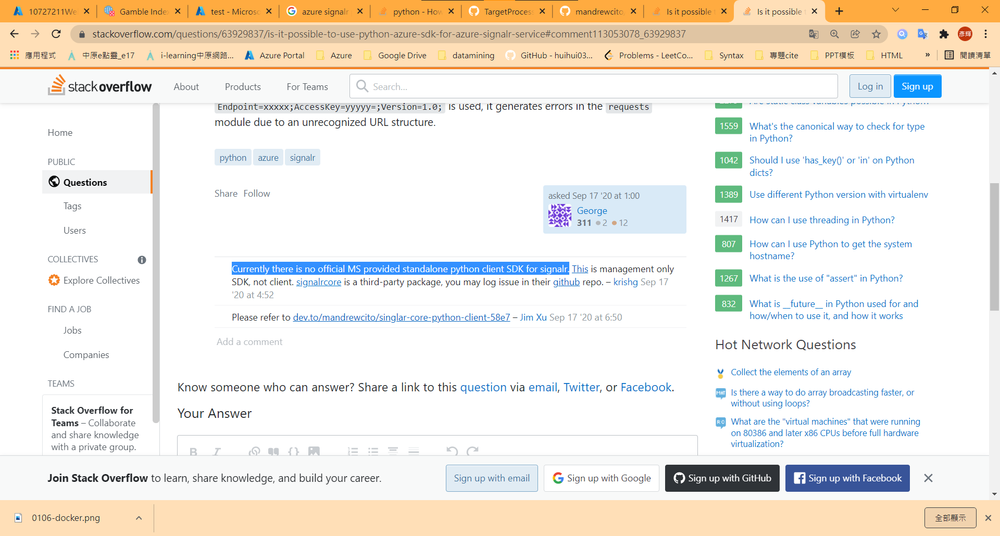 10727211We
Gamble Inde
test - Microso
azure signalr
python - How
TargetProcess
mandrewcito
Is it possible
Is it possible
stackoverflow.com/questions/63929837/is-it-possible-to-use-python-azure-sdk-for-azure-signalr-service#comment113053078_63929837
彥輝
應用程式
中原e點靈_e17
i-learning中原網路...
Azure Portal
Azure
Google Drive
datamining
GitHub - huihui03...
Problems - LeetCo...
Syntax
專題cite
PPT模板
HTML
»
閱讀清單
stackoverflow
About
Products
For Teams
Search...
Log in
Sign up
Home
PUBLIC
Questions
Tags
Users
COLLECTIVES
Explore Collectives
FIND A JOB
Jobs
Companies
TEAMS
Stack Overflow for
Teams – Collaborate
and share knowledge
with a private group.
Endpoint=xxxxx;AccessKey=yyyyy=;Version=1.0; is used, it generates errors in the requests
module due to an unrecognized URL structure.
python azure signalr
Share Follow
asked Sep 17 '20 at 1:00
George
311 2 12
Currently there is no official MS provided standalone python client SDK for signalr. This is management only
SDK, not client. signalrcore is a third-party package, you may log issue in their github repo. – krishg Sep 17
'20 at 4:52
Please refer to dev.to/mandrewcito/singlar-core-python-client-58e7 – Jim Xu Sep 17 '20 at 6:50
Add a comment
Know someone who can answer? Share a link to this question via email, Twitter, or Facebook.
Your Answer
B I
Are static class variables possible in Python?
1559 What's the canonical way to check for type
in Python?
1042 Should I use 'has_key()' or 'in' on Python
dicts?
1389 Use different Python version with virtualenv
1417 How can I use threading in Python?
807 How can I use Python to get the system
hostname?
1267 What is the use of "assert" in Python?
832 What is __future__ in Python used for and
how/when to use it, and how it works
Hot Network Questions
Collect the elements of an array
Is there a way to do array broadcasting faster, or
without using loops?
What are the "virtual machines" that were running
on 80386 and later x86 CPUs before full hardware
virtualization?
Join Stack Overflow to learn, share knowledge, and build your career.
Sign up with email
Sign up with Google
Sign up with GitHub
Sign up with Facebook
0106-docker.png
全部顯示